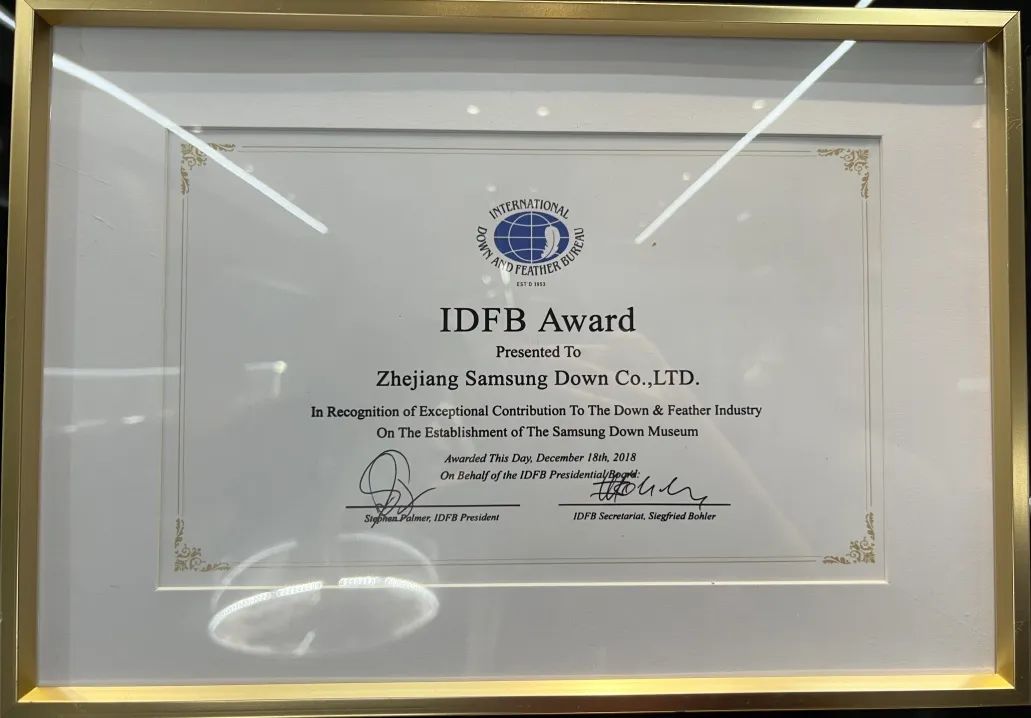 INTERNATIONAL
DOWN AND FEATHER BUREAU
EST'D 1953
IDFB Award
Presented To
Zhejiang Samsung Down Co.,LTD.
In Recognition of Exceptional Contribution To The Down & Feather Industry
On The Establishment of The Samsung Down Museum
Awarded This Day, December 18th, 2018
On Behalf of the IDFB Presidential Board:
Stephen Palmer, IDFB President
IDFB Secretariat, Siegfried Bohler